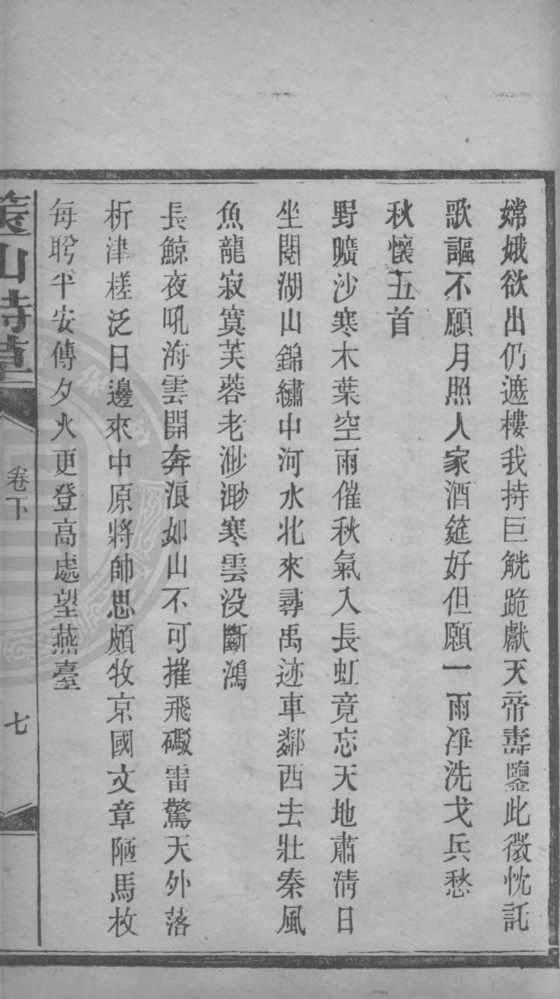 嫦娥欲出仍遮樓我持巨觥跪獻天帝壽鑒此微忱託
歌謳不願月照人家酒筵好但願一雨淨洗戈兵愁
秋懷五首
野曠沙寒木葉空雨催秋氣入長虹竟忘天地肅清日
坐閱湖山錦繡中河水北來尋禹迹車鄰西去壯秦風
魚龍寂寞芙蓉老渺渺寒雲没斷鴻
長鯨夜吼海雲開奔浪如山不可摧飛礮雷驚天外落
析津槎泛日邊來中原將帥思頗牧京國文章陋馬枚
每聆平安傳夕火更登高處望燕臺
山詩草
卷下
七